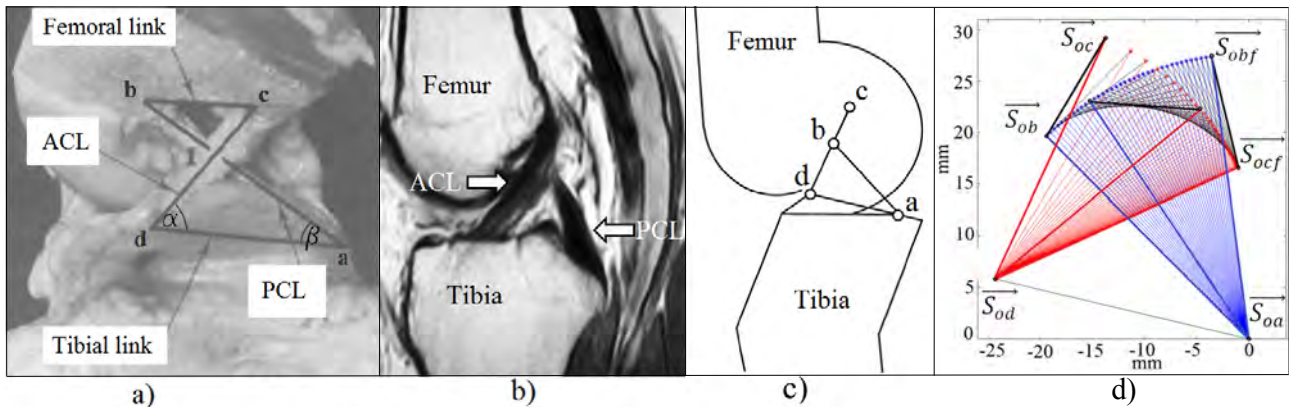 Femoral link
b
c
ACL
1
α
β
d
a
PCL
Tibial link
a)
Femur
ACL
PCL
Tibia
b)
Femur
c
b
d
a
Tibia
c)
30
mm
25
20
15
10
5
0
-25
-20
-15
-10
-5
0
mm
S_oc
S_obf
S_ob
S_ocf
S_od
S_oa
d)